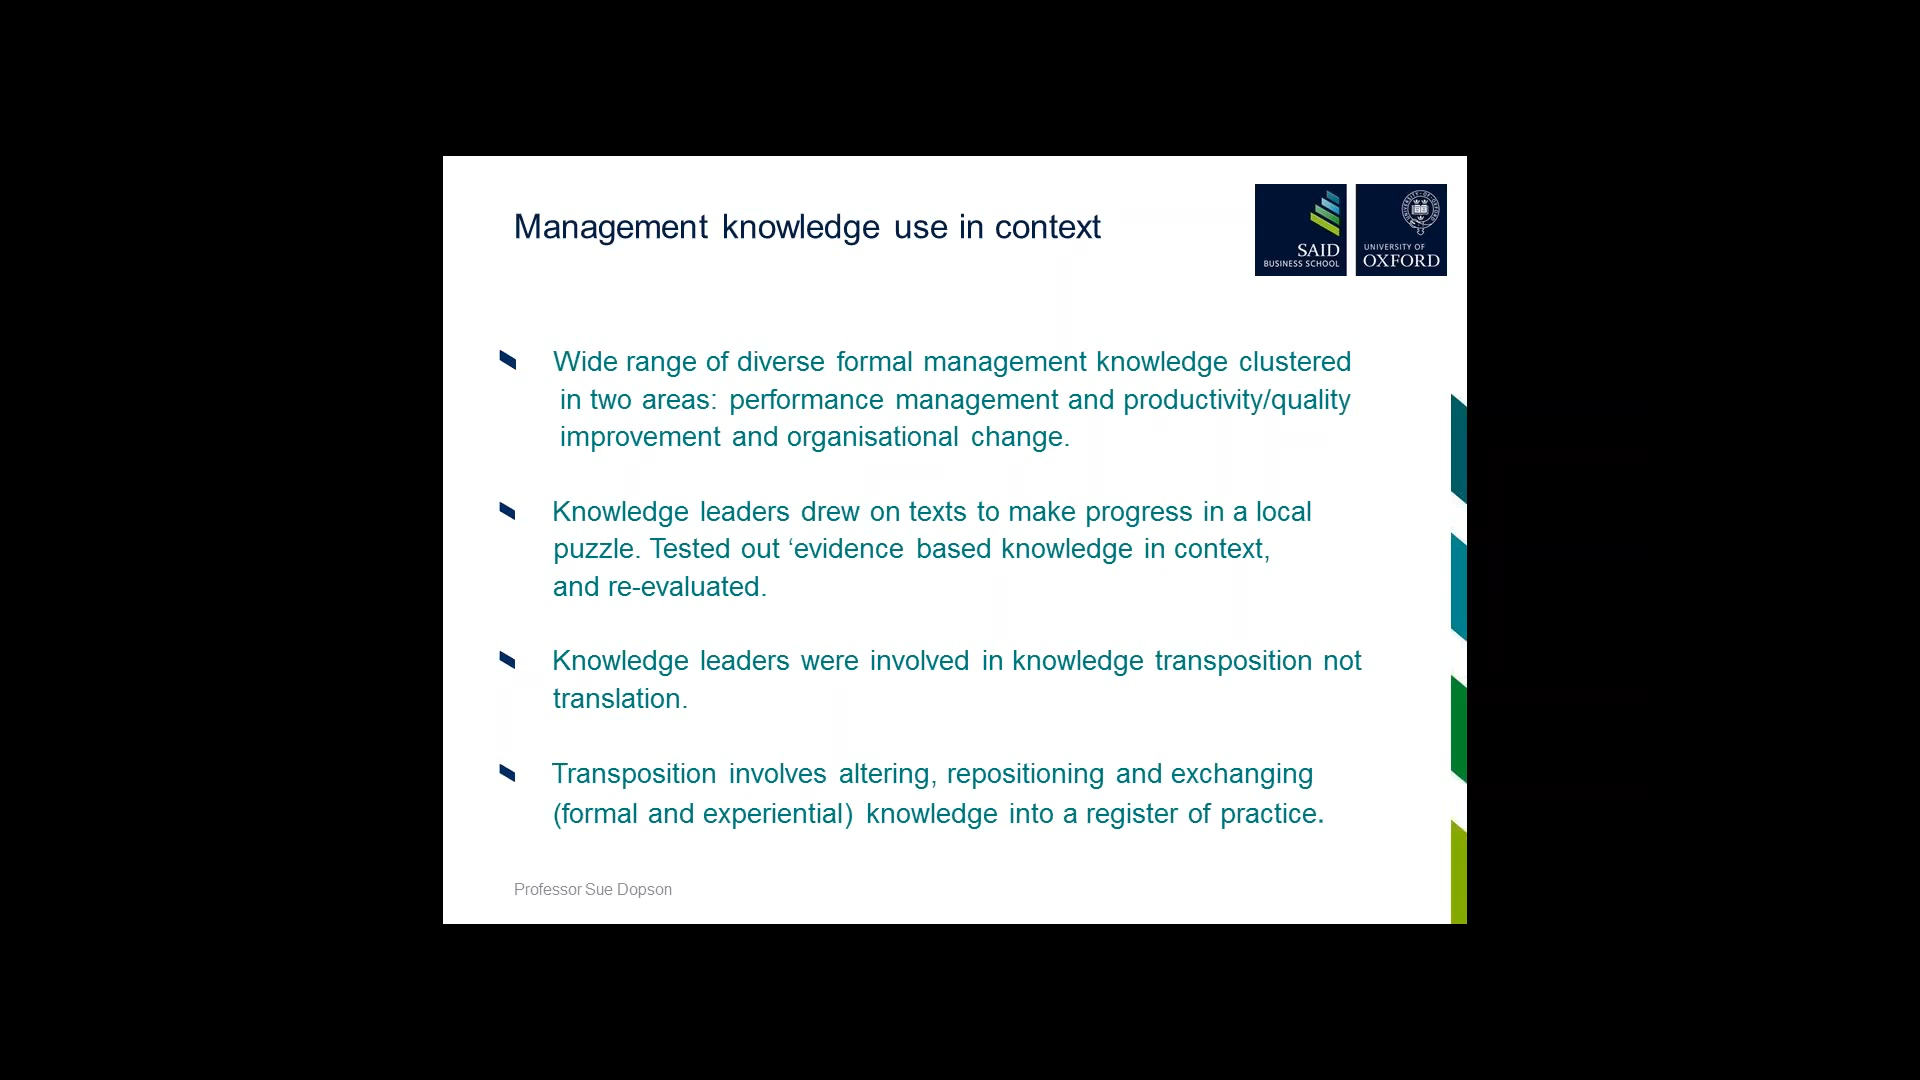 Management knowledge use in context
SAID
BUSINESS SCHOOL
UNIVERSITY OF
OXFORD
Wide range of diverse formal management knowledge clustered
in two areas: performance management and productivity/quality
improvement and organisational change.
Knowledge leaders drew on texts to make progress in a local
puzzle. Tested out ‘evidence based knowledge in context,
and re-evaluated.
Knowledge leaders were involved in knowledge transposition not
translation.
Transposition involves altering, repositioning and exchanging
(formal and experiential) knowledge into a register of practice.
Professor Sue Dopson